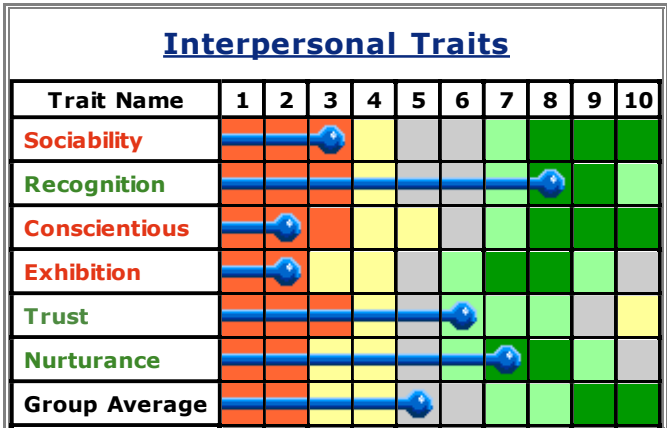 Interpersonal Traits
Trait Name 1 2 3 4 5 6 7 8 9 10
Sociability
Recognition
Conscientious
Exhibition
Trust
Nurturance
Group Average